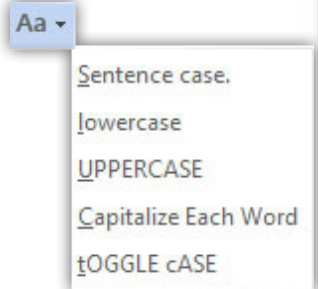 Aa
Sentence case.
lowercase
UPPERCASE
Capitalize Each Word
tOGGLE cASE